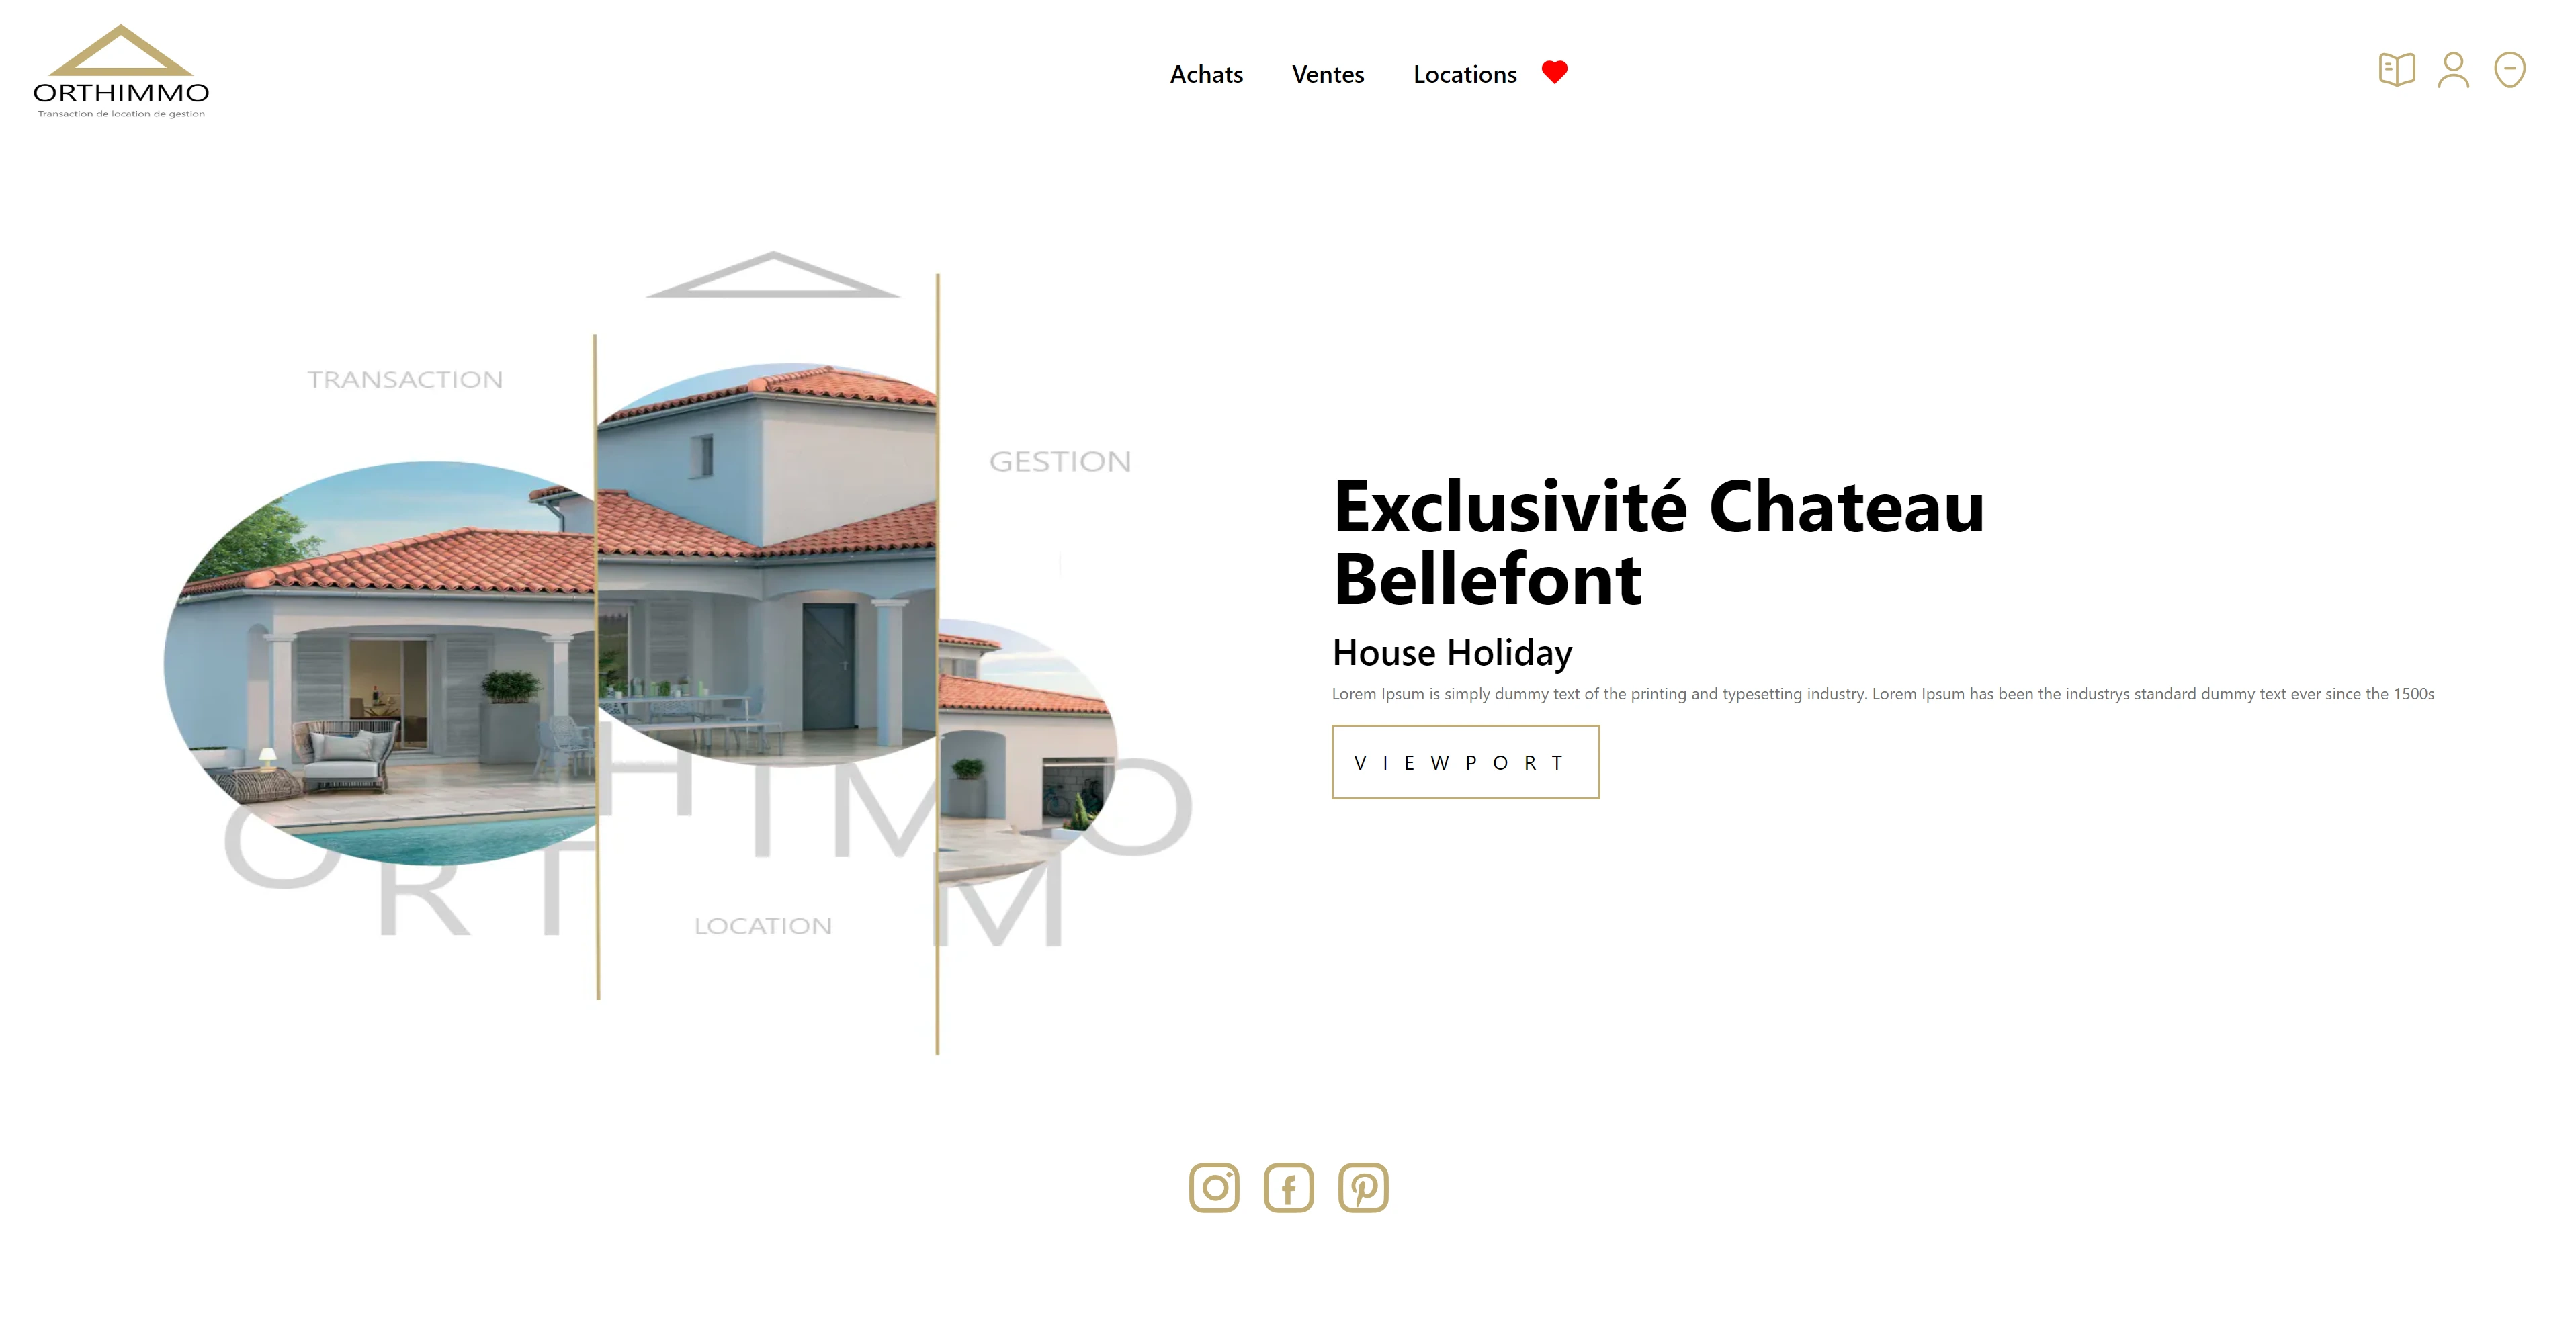 ORTHIMMO
Transaction de location de gestion
Achats
Ventes
Locations
TRANSACTION
GESTION
LOCATION
ORTHIMMO
Exclusivité Chateau
Bellefont
House Holiday
Lorem Ipsum is simply dummy text of the printing and typesetting industry. Lorem Ipsum has been the industrys standard dummy text ever since the 1500s
VIEWPORT